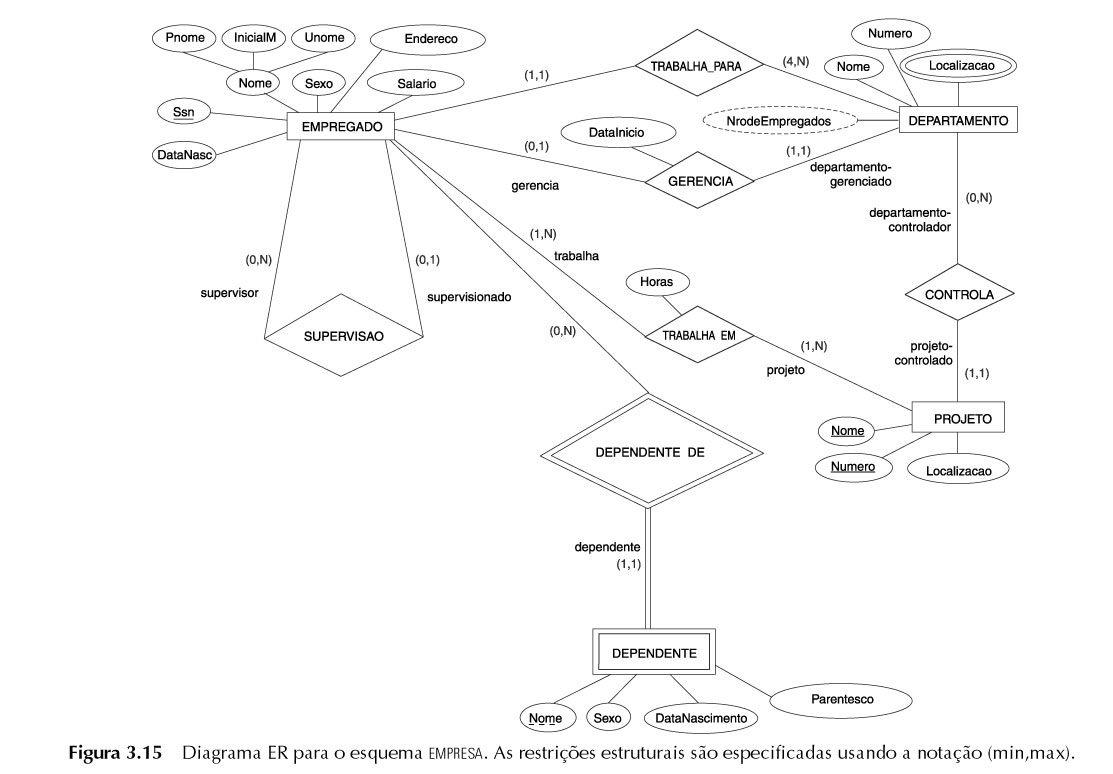 Pnome
InicialM
Unome
Endereco
Nome
Sexo
Salario
Ssn
DataNasc
EMPREGADO
(1,1)
TRABALHA_PARA
(4,N)
Numero
Nome
Localizacao
NrodeEmpregados
DEPARTAMENTO
DataInicio
(0,1)
gerencia
GERENCIA
(1,1)
departamento-
gerenciado
(0,N)
departamento-
controlador
CONTROLA
projeto-
controlado
(1,1)
(0,N)
supervisor
(0,1)
supervisionado
SUPERVISAO
(1,N)
trabalha
Horas
TRABALHA EM
(1,N)
projeto
(0,N)
PROJETO
Nome
Numero
Localizacao
DEPENDENTE DE
dependente
(1,1)
DEPENDENTE
Nome
Sexo
DataNascimento
Parentesco
Figura 3.15 Diagrama ER para o esquema EMPRESA. As restrições estruturais são especificadas usando a notação (min,max).